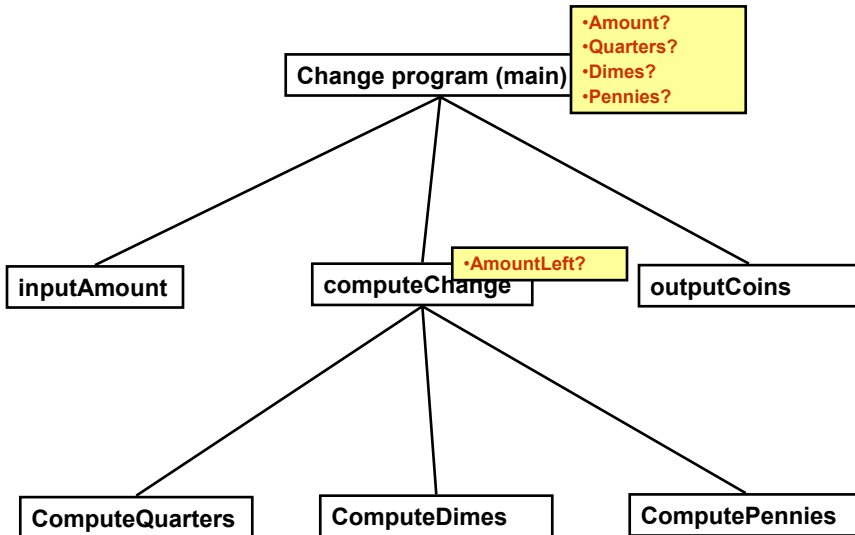 •Amount?
•Quarters?
•Dimes?
•Pennies?
Change program (main)
inputAmount
•AmountLeft?
computeChange
outputCoins
ComputeQuarters
ComputeDimes
ComputePennies